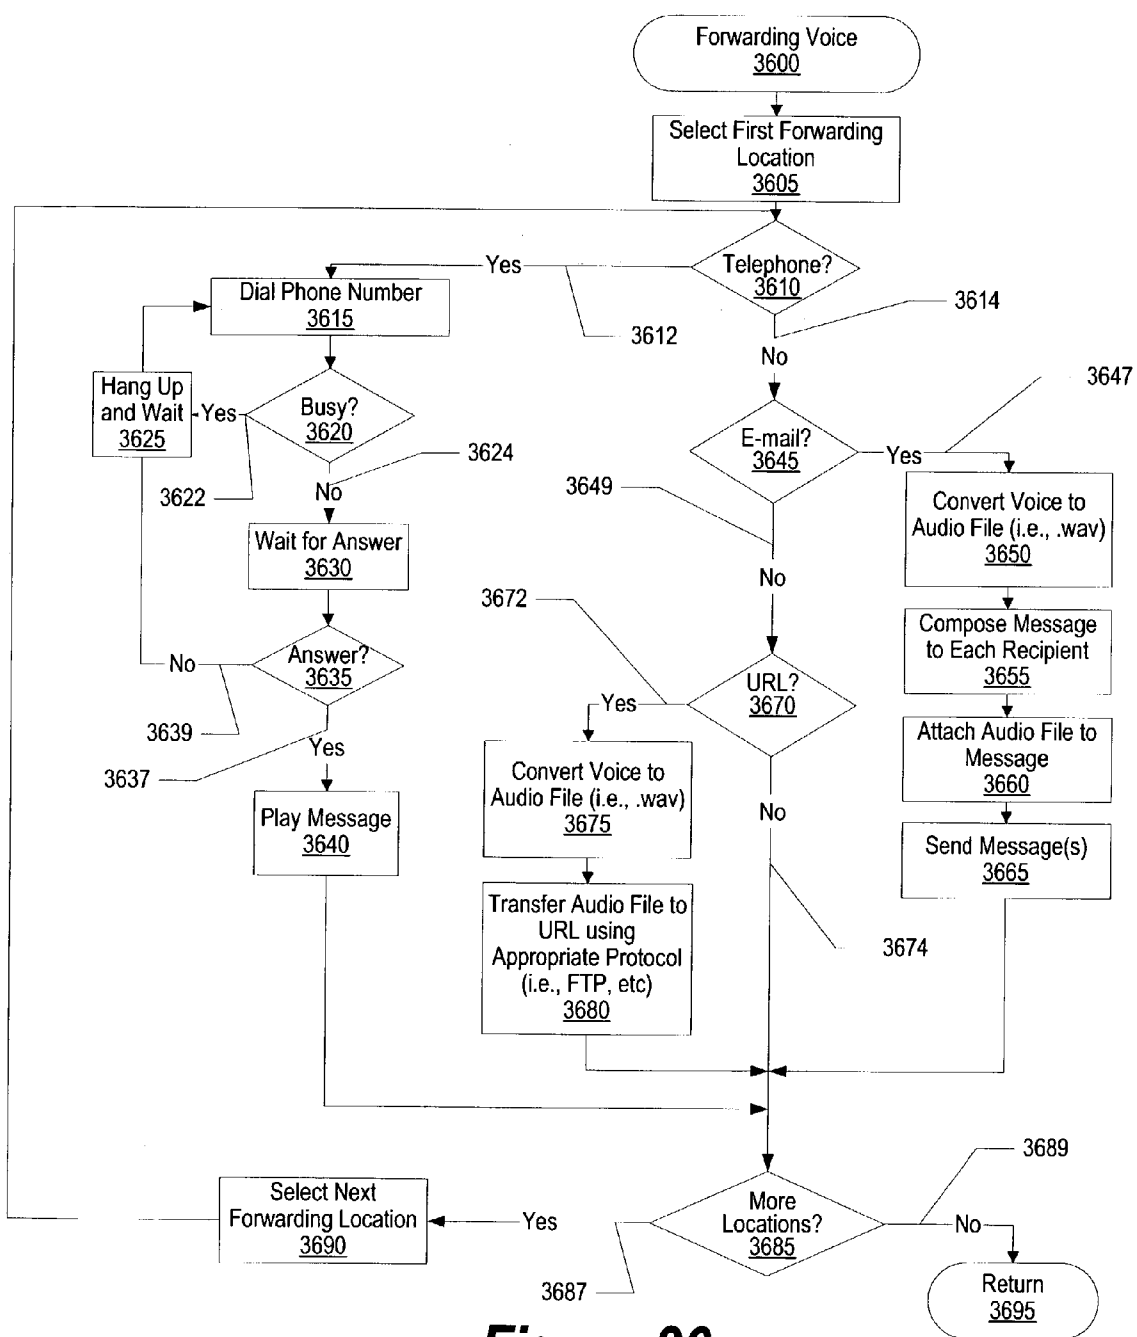 Forwarding Voice
3600
Select First Forwarding
Location
3605
Telephone?
3610
Yes
3612
3614
No
Dial Phone Number
3615
Hang Up
and Wait
3625
Yes
Busy?
3620
3622
3624
No
Wait for Answer
3630
Answer?
3635
No
3639
3637
Yes
Play Message
3640
E-mail?
3645
Yes
3647
3649
No
Convert Voice to
Audio File (i.e., .wav)
3650
Compose Message
to Each Recipient
3655
Attach Audio File to
Message
3660
Send Message(s)
3665
URL?
3670
3672
Yes
No
3674
Convert Voice to
Audio File (i.e., .wav)
3675
Transfer Audio File to
URL using
Appropriate Protocol
(i.e., FTP, etc)
3680
More
Locations?
3685
3687
Yes
3689
No
Select Next
Forwarding Location
3690
Return
3695